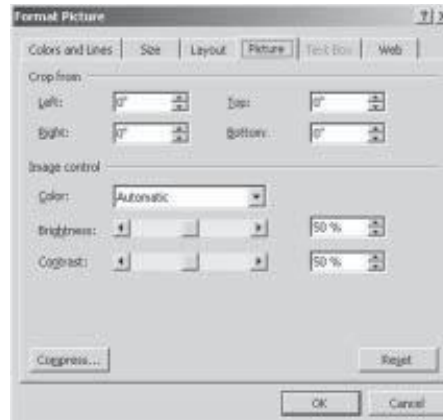 Format Picture ? X
Colors and Lines Size Layout Picture Text Box Web
Crop from
Left: 0" Top: 0"
Right: 0" Bottom: 0"
Image control
Color: Automatic
Brightness: 50 %
Contrast: 50 %
Compress... Reset
OK Cancel